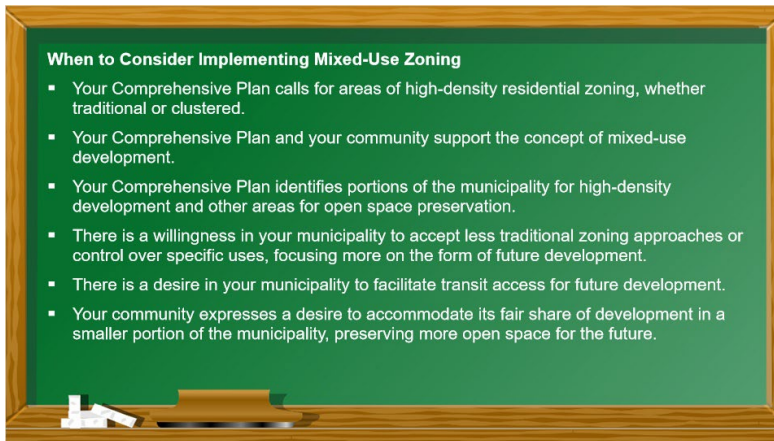 When to Consider Implementing Mixed-Use Zoning
▪ Your Comprehensive Plan calls for areas of high-density residential zoning, whether
traditional or clustered.
▪ Your Comprehensive Plan and your community support the concept of mixed-use
development.
▪ Your Comprehensive Plan identifies portions of the municipality for high-density
development and other areas for open space preservation.
▪ There is a willingness in your municipality to accept less traditional zoning approaches or
control over specific uses, focusing more on the form of future development.
▪ There is a desire in your municipality to facilitate transit access for future development.
▪ Your community expresses a desire to accommodate its fair share of development in a
smaller portion of the municipality, preserving more open space for the future.